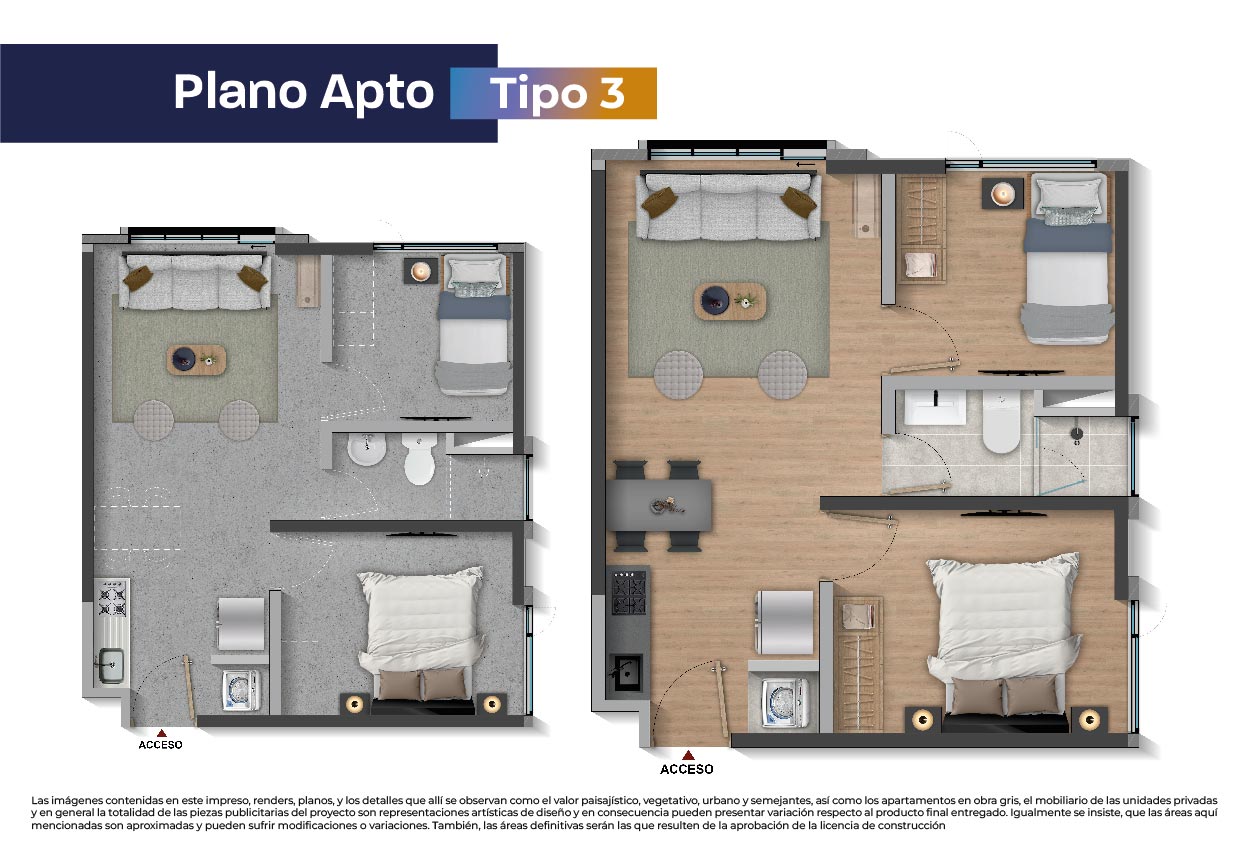 Plano Apto Tipo 3
ACCESO
ACCESO
Las imágenes contenidas en este impreso, renders, planos, y los detalles que allí se observan como el valor paisajístico, vegetativo, urbano y semejantes, así como los apartamentos en obra gris, el mobiliario de las unidades privadas
y en general la totalidad de las piezas publicitarias del proyecto son representaciones artísticas de diseño y en consecuencia pueden presentar variación respecto al producto final entregado. Igualmente se insiste, que las áreas aquí
mencionadas son aproximadas y pueden sufrir modificaciones o variaciones. También, las áreas definitivas serán las que resulten de la aprobación de la licencia de construcción